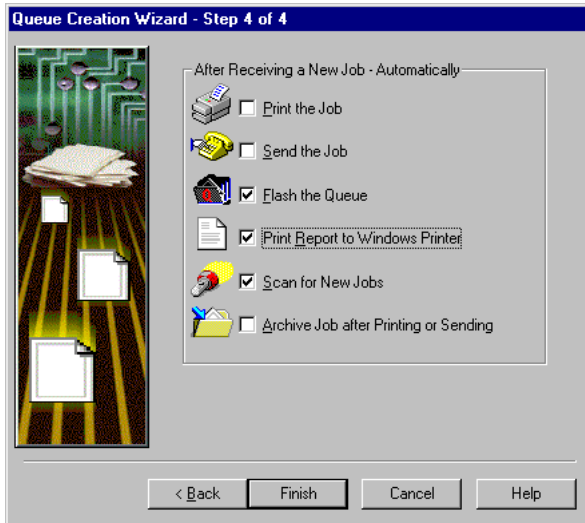 Queue Creation Wizard - Step 4 of 4
After Receiving a New Job - Automatically
Print the Job
Send the Job
Flash the Queue
Print Report to Windows Printer
Scan for New Jobs
Archive Job after Printing or Sending
< Back Finish Cancel Help